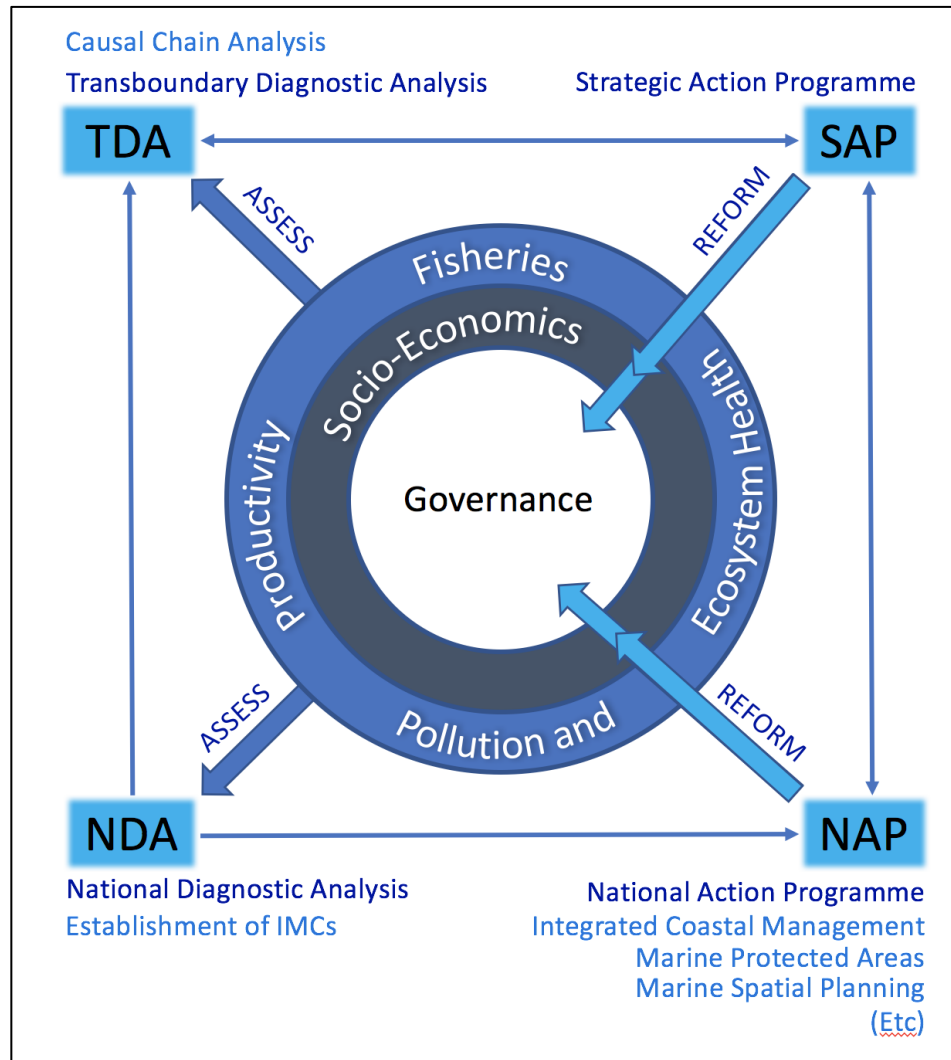 Causal Chain Analysis
Transboundary Diagnostic Analysis
Strategic Action Programme
TDA
SAP
ASSESS
REFORM
Fisheries
Socio-Economics
Productivity
Ecosystem Health
Governance
Pollution and
ASSESS
REFORM
NDA
NAP
National Diagnostic Analysis
Establishment of IMCs
National Action Programme
Integrated Coastal Management
Marine Protected Areas
Marine Spatial Planning
(Etc)